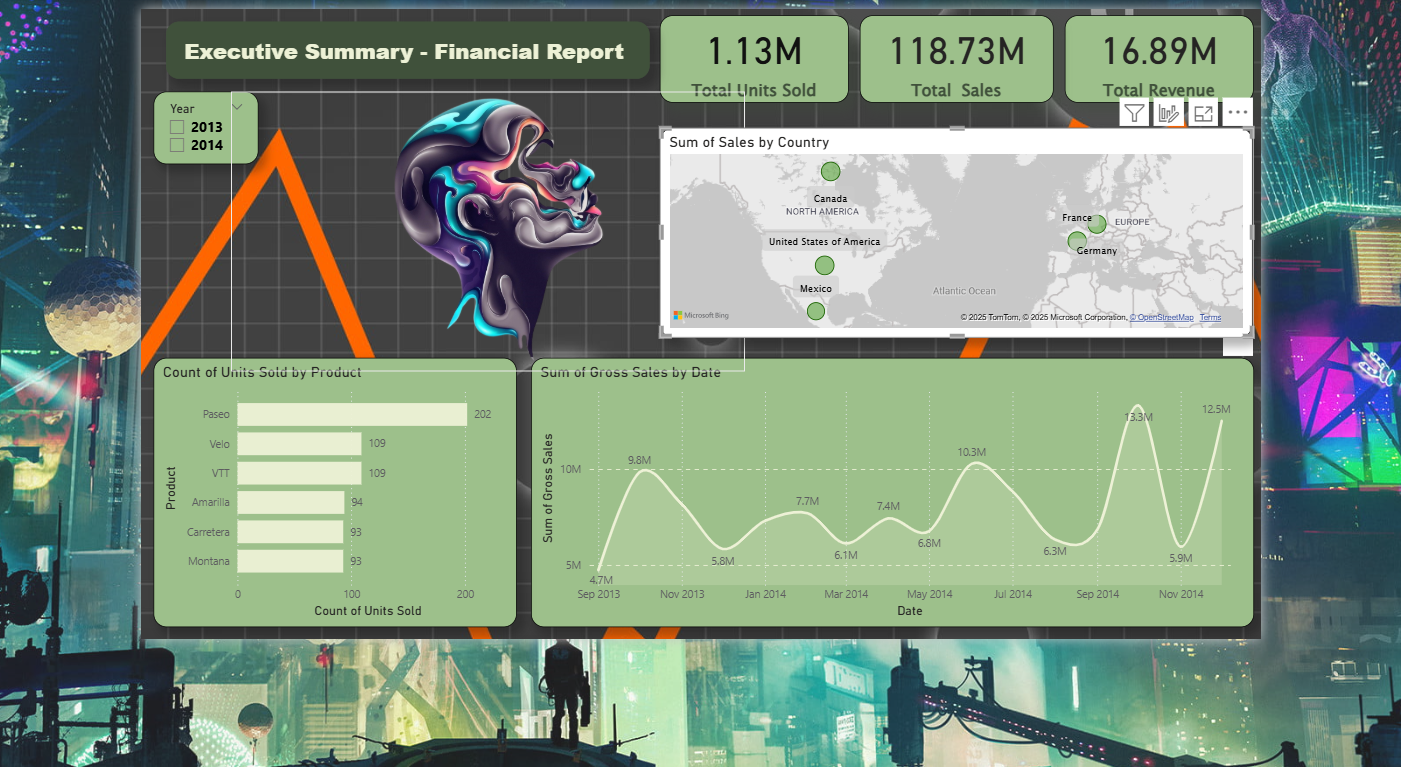 Executive Summary - Financial Report
1.13M
Total Units Sold
118.73M
Total Sales
16.89M
Total Revenue
Year
2013
2014
Sum of Sales by Country
Canada
NORTH AMERICA
United States of America
Mexico
France
EUROPE
Germany
Atlantic Ocean
Microsoft Bing
© 2025 TomTom, © 2025 Microsoft Corporation, © OpenStreetMap Terms
Count of Units Sold by Product
Product
Paseo 202
Velo 109
VTT 109
Amarilla 94
Carretera 93
Montana 93
0 100 200
Count of Units Sold
Sum of Gross Sales by Date
Sum of Gross Sales
10M
5M
4.7M
9.8M
5.8M
7.7M
6.1M
7.4M
6.8M
10.3M
6.3M
13.3M
5.9M
12.5M
Sep 2013 Nov 2013 Jan 2014 Mar 2014 May 2014 Jul 2014 Sep 2014 Nov 2014
Date